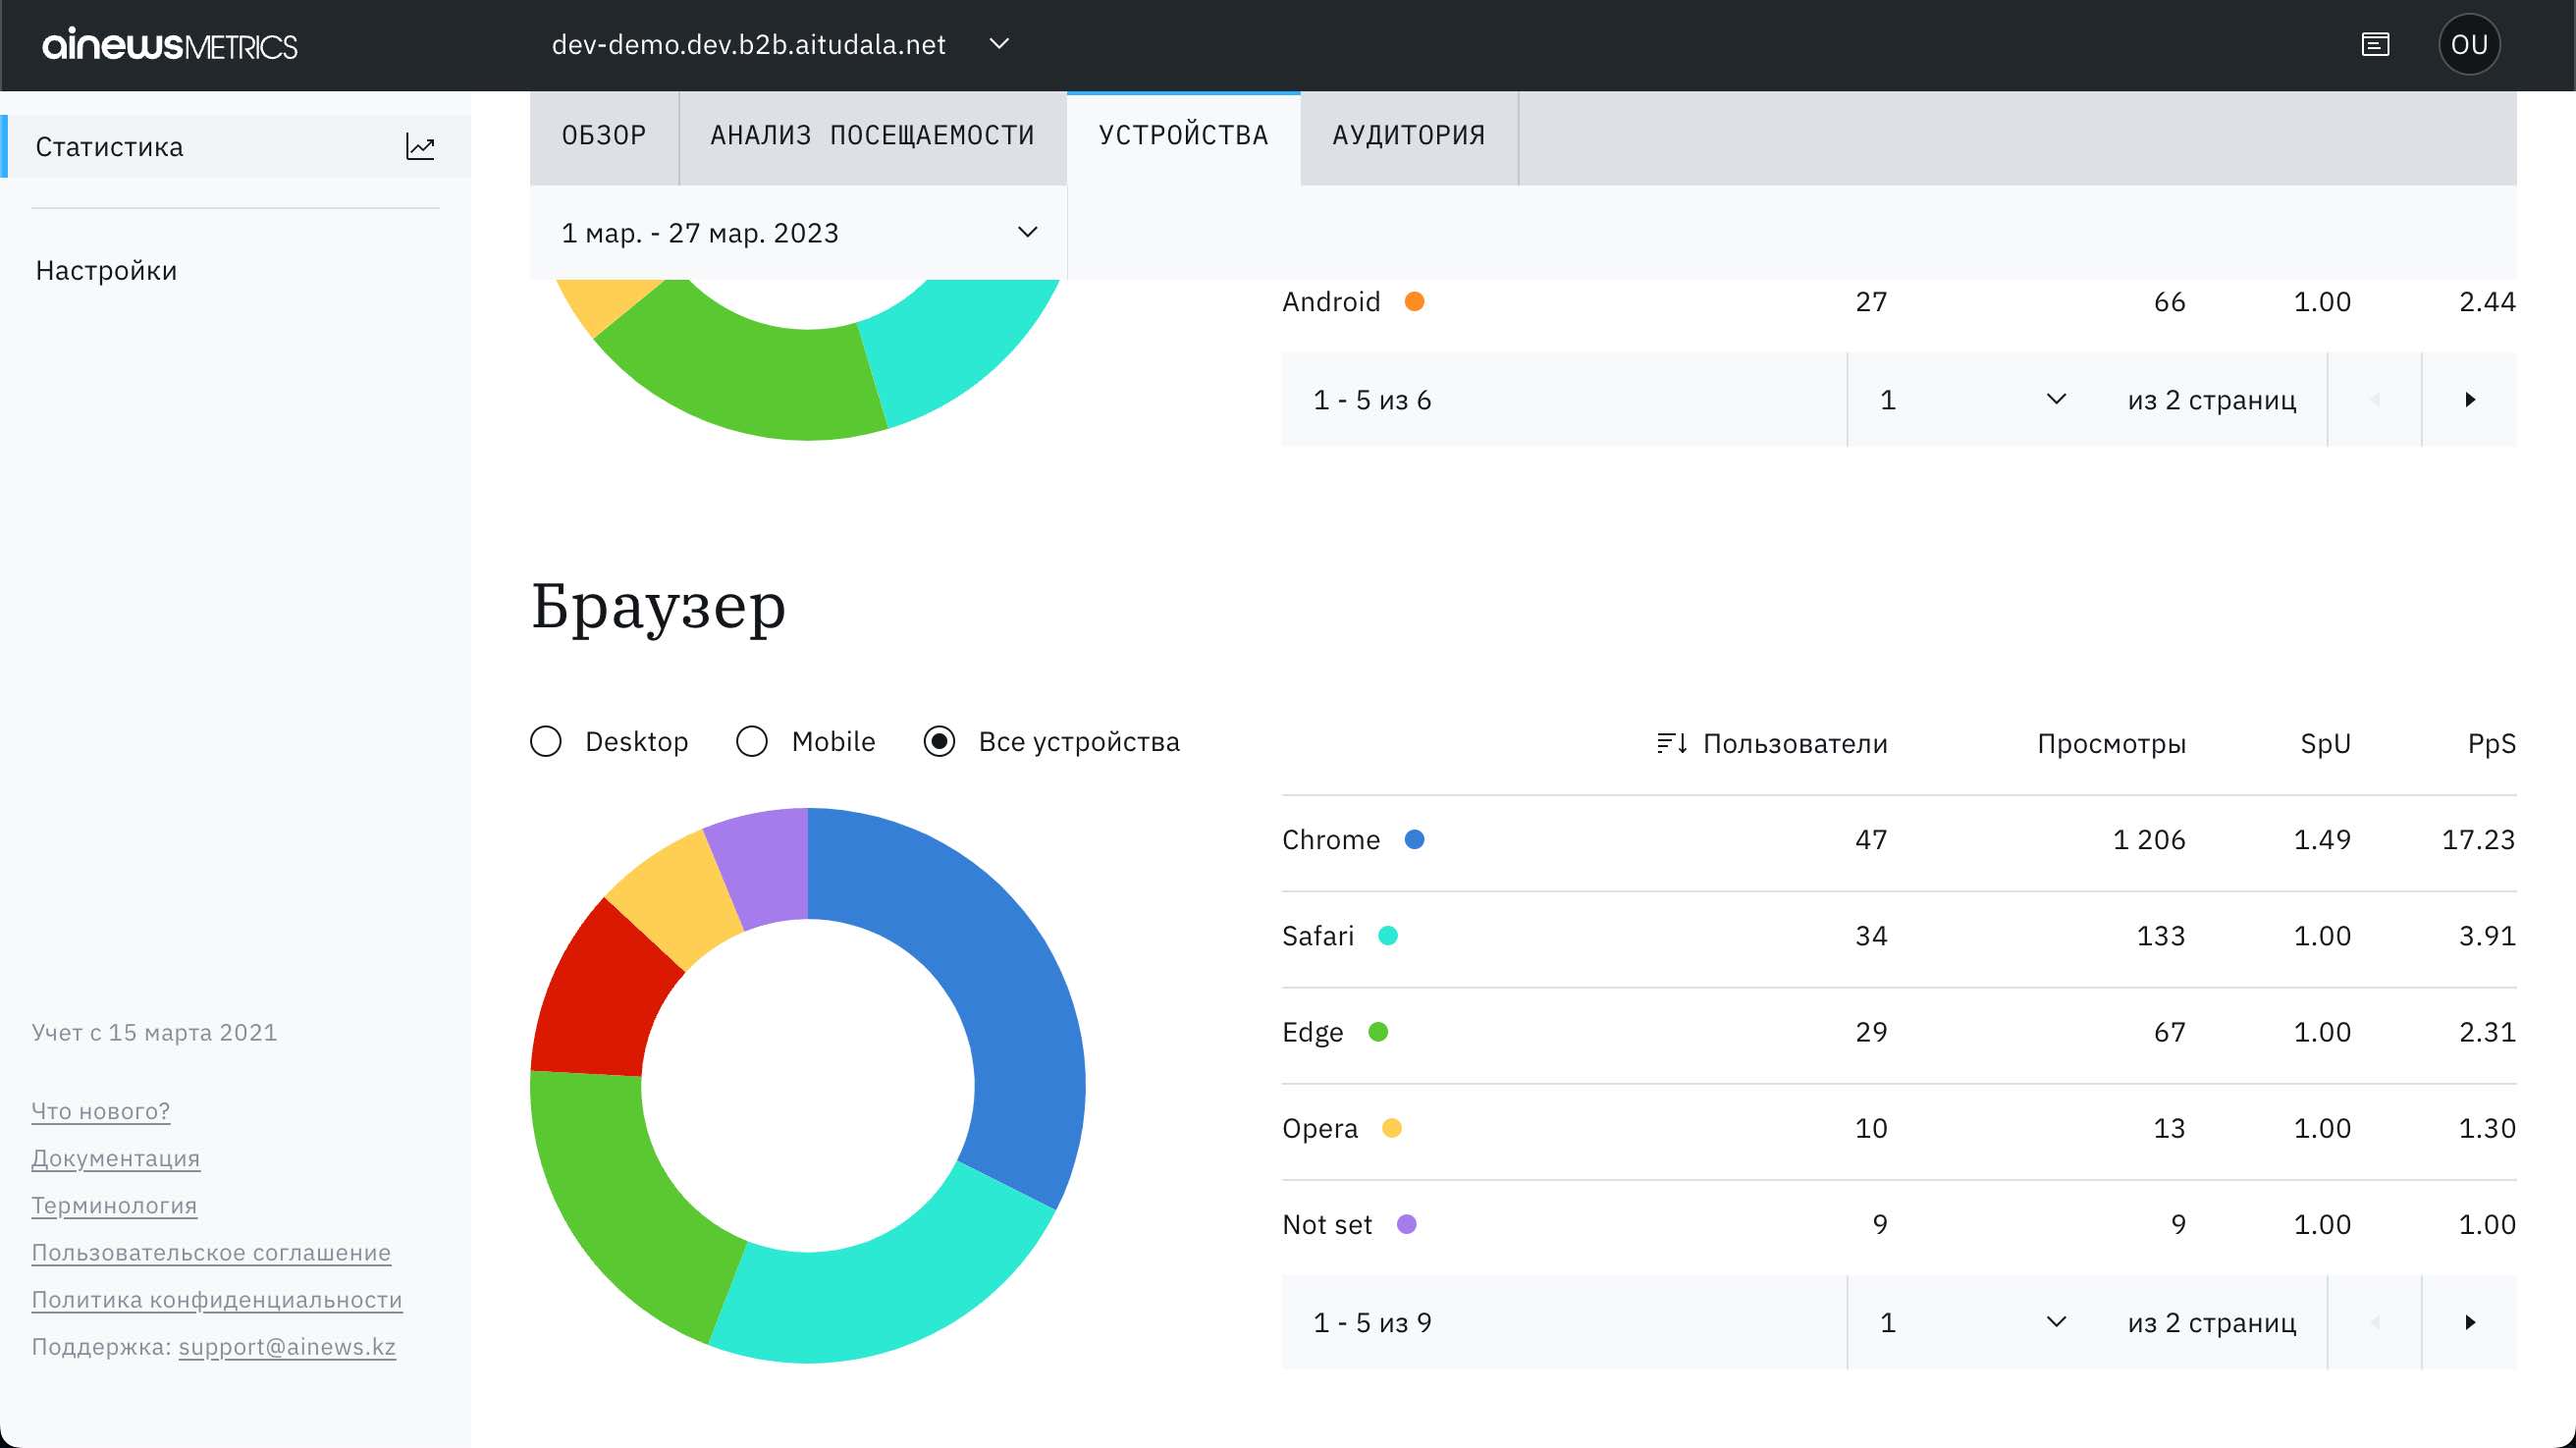 ainewsMETRICS
dev-demo.dev.b2b.aitudala.net
OU
Статистика
Настройки
ОБЗОР
АНАЛИЗ ПОСЕЩАЕМОСТИ
УСТРОЙСТВА
АУДИТОРИЯ
1 мар. - 27 мар. 2023
Android 27 66 1.00 2.44
1 - 5 из 6 1 из 2 страниц
Браузер
Desktop Mobile Все устройства
Пользователи Просмотры SpU PpS
Chrome 47 1 206 1.49 17.23
Safari 34 133 1.00 3.91
Edge 29 67 1.00 2.31
Opera 10 13 1.00 1.30
Not set 9 9 1.00 1.00
1 - 5 из 9 1 из 2 страниц
Учет с 15 марта 2021
Что нового?
Документация
Терминология
Пользовательское соглашение
Политика конфиденциальности
Поддержка: support@ainews.kz